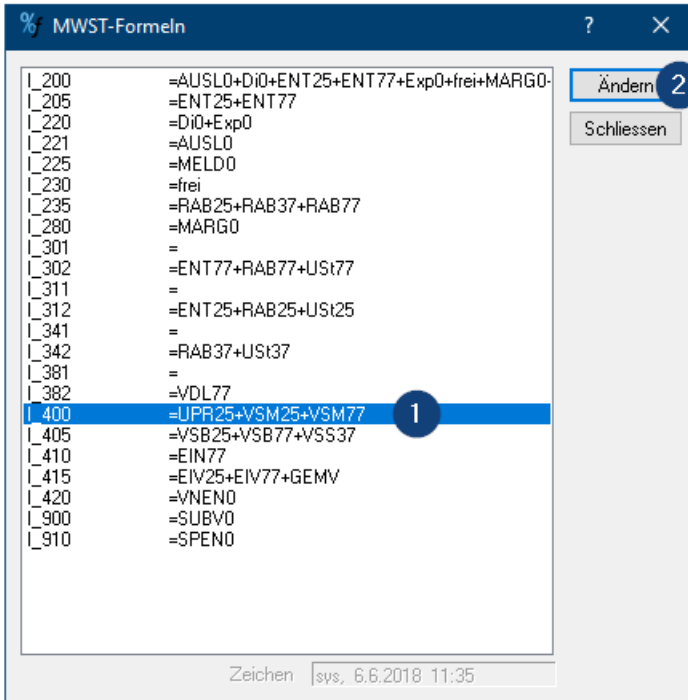 MWST-Formeln ? ×
I_200 =AUSL0+Di0+ENT25+ENT77+Exp0+frei+MARG0-
I_205 =ENT25+ENT77
I_220 =Di0+Exp0
I_221 =AUSL0
I_225 =MELD0
I_230 =frei
I_235 =RAB25+RAB37+RAB77
I_280 =MARG0
I_301 =
I_302 =ENT77+RAB77+USt77
I_311 =
I_312 =ENT25+RAB25+USt25
I_341 =
I_342 =RAB37+USt37
I_381 =
I_382 =VDL77
I_400 =UPR25+VSM25+VSM77 1
I_405 =VSB25+VSB77+VSS37
I_410 =EIN77
I_415 =EIV25+EIV77+GEMV
I_420 =VNEN0
I_900 =SUBV0
I_910 =SPEN0
Ändern 2
Schliessen
Zeichen sys, 6.6.2018 11:35